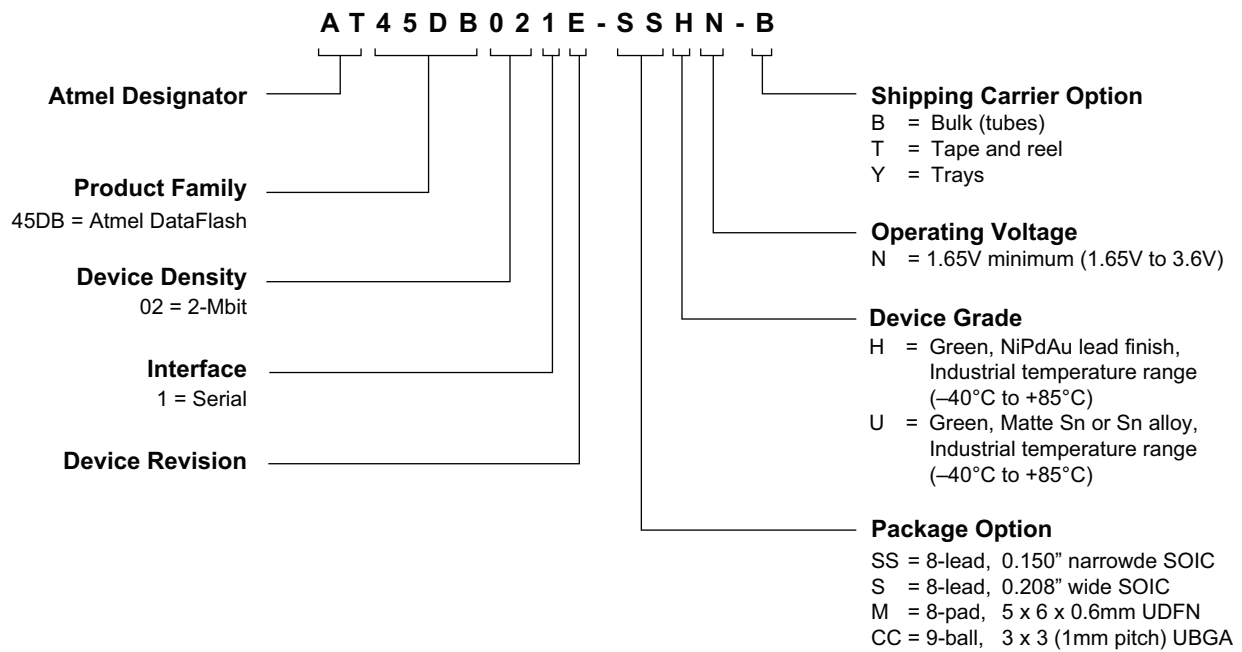 A T 4 5 D B 0 2 1 E - S S H N - B
Atmel Designator
Product Family
45DB = Atmel DataFlash
Device Density
02 = 2-Mbit
Interface
1 = Serial
Device Revision
Shipping Carrier Option
B = Bulk (tubes)
T = Tape and reel
Y = Trays
Operating Voltage
N = 1.65V minimum (1.65V to 3.6V)
Device Grade
H = Green, NiPdAu lead finish,
Industrial temperature range
(–40°C to +85°C)
U = Green, Matte Sn or Sn alloy,
Industrial temperature range
(–40°C to +85°C)
Package Option
SS = 8-lead, 0.150” narrowde SOIC
S = 8-lead, 0.208” wide SOIC
M = 8-pad, 5 x 6 x 0.6mm UDFN
CC = 9-ball, 3 x 3 (1mm pitch) UBGA